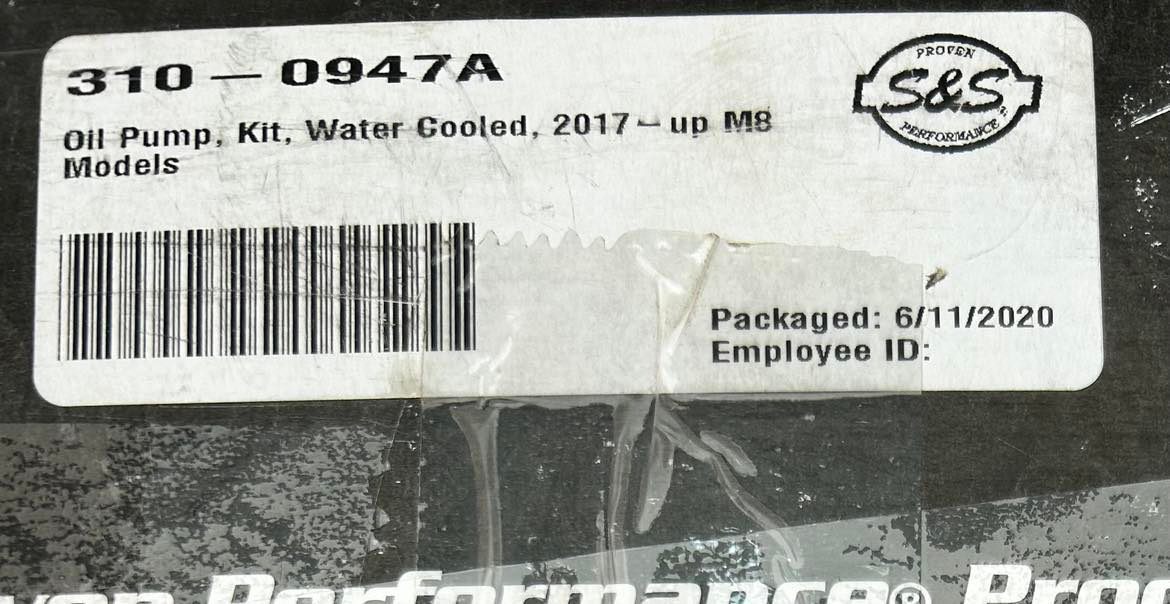 310-0947A
Oil Pump, Kit, Water Cooled, 2017-up M8
Models
PROVEN
S&S
PERFORMANCE
Packaged: 6/11/2020
Employee ID:
Performance®